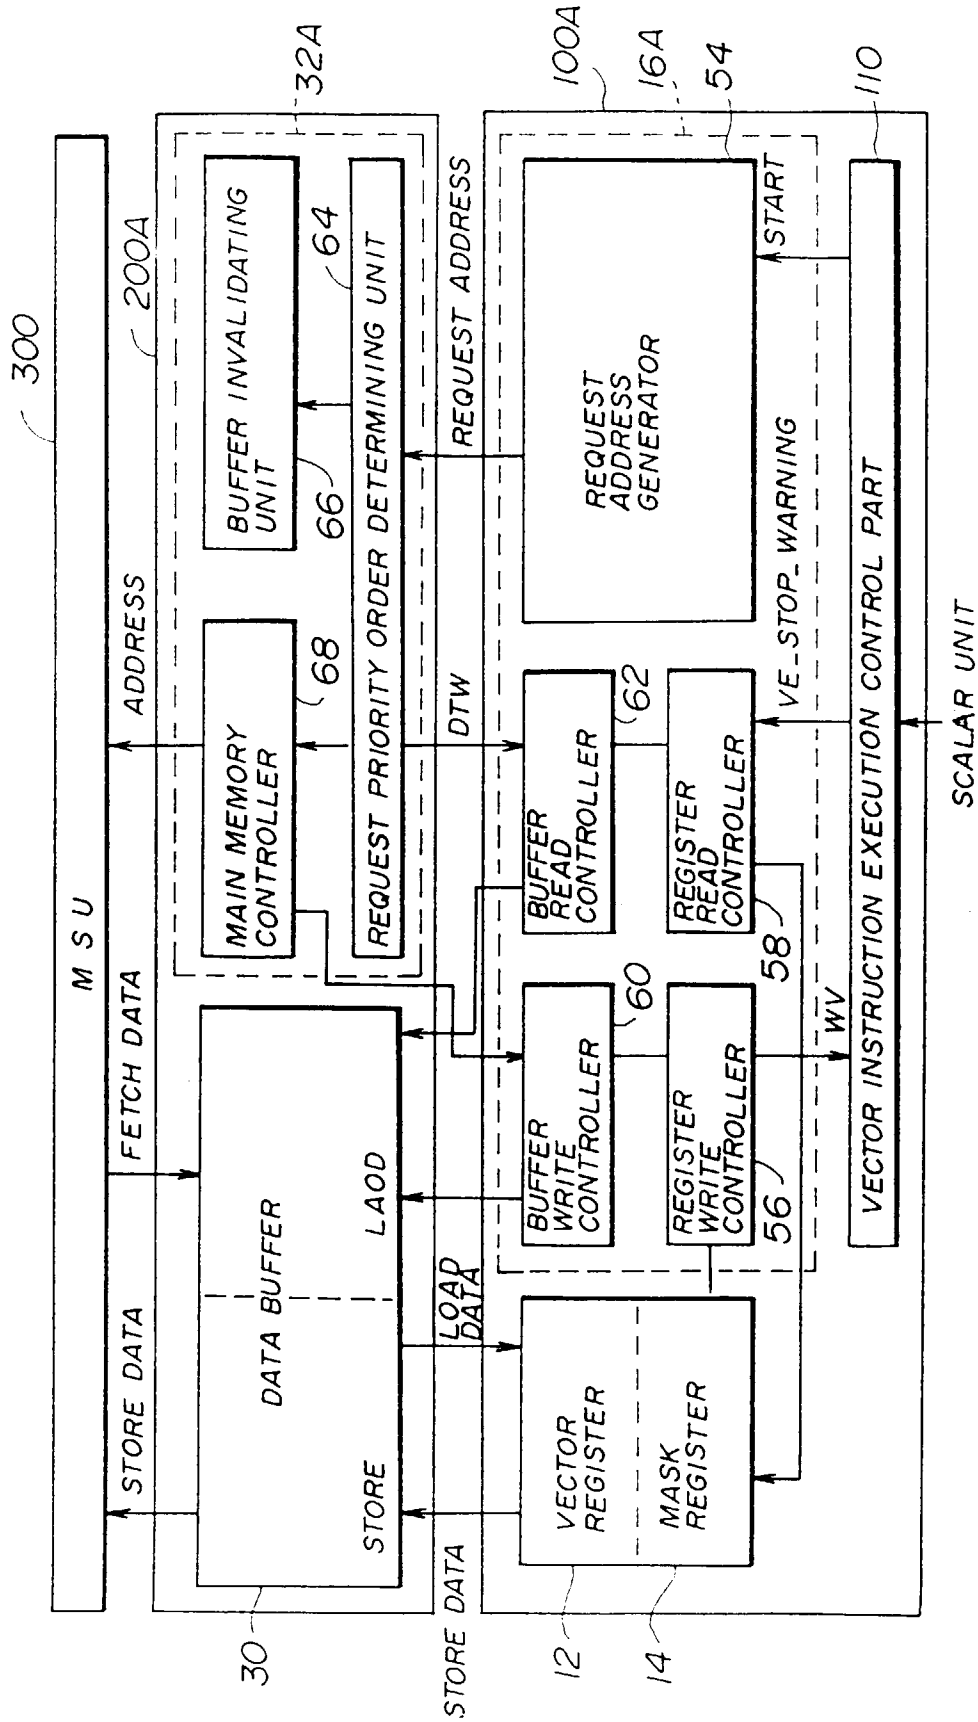 300
M S U
STORE DATA
FETCH DATA
ADDRESS
200A
32A
DATA BUFFER
STORE
LAOD
30
MAIN MEMORY
CONTROLLER
68
BUFFER INVALIDATING
UNIT
66
64
REQUEST PRIORITY ORDER DETERMINING UNIT
STORE DATA
LOAD
DATA
DTW
REQUEST ADDRESS
100A
16A
54
VECTOR
REGISTER
MASK
REGISTER
12
14
BUFFER
WRITE
CONTROLLER
60
BUFFER
READ
CONTROLLER
62
REGISTER
WRITE
CONTROLLER
56
REGISTER
READ
CONTROLLER
58
REQUEST
ADDRESS
GENERATOR
WV
VE_STOP_WARNING
START
110
VECTOR INSTRUCTION EXECUTION CONTROL PART
SCALAR UNIT